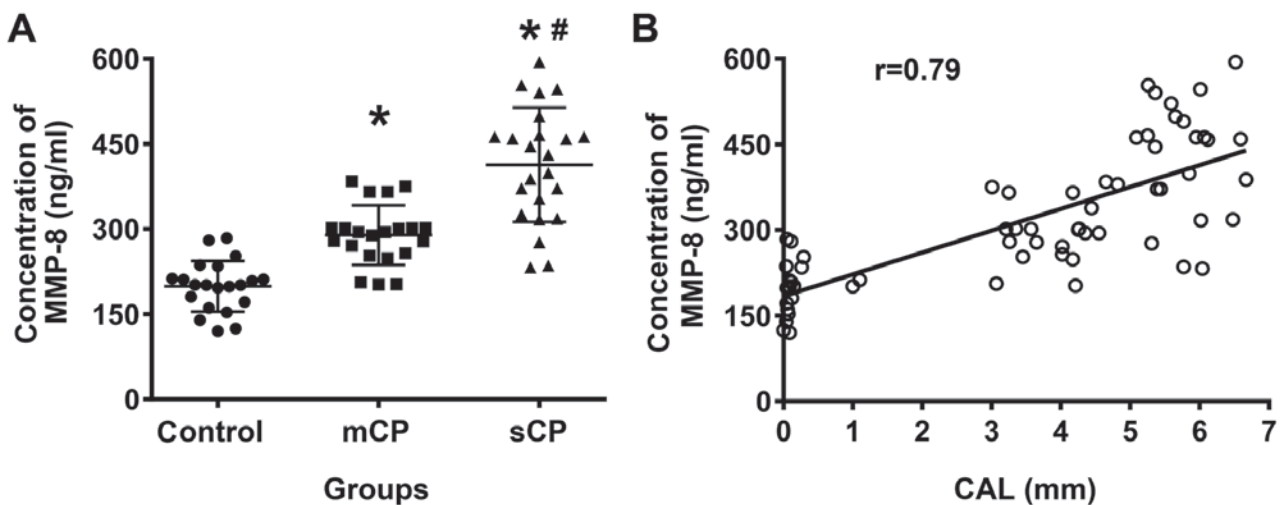 A
* #
*
600
450
300
150
0
Concentration of
MMP-8 (ng/ml)
Control mCP sCP
Groups
B
r=0.79
600
450
300
150
0
Concentration of
MMP-8 (ng/ml)
0 1 2 3 4 5 6 7
CAL (mm)